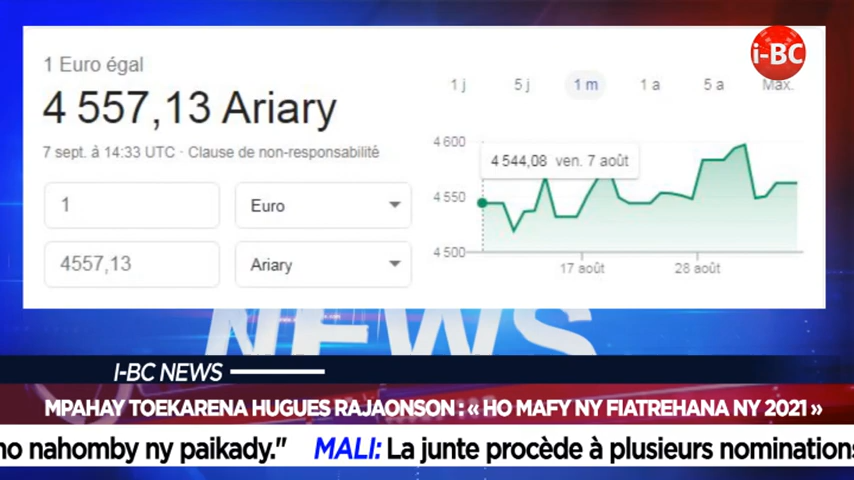 i-BC
1 Euro égal
4 557,13 Ariary
7 sept. à 14:33 UTC · Clause de non-responsabilité
1
Euro
4557,13
Ariary
1 j
5 j
1 m
1 a
5 a
Max.
4 600
4 550
4 500
4 544,08 ven. 7 août
17 août
28 août
NEWS
I-BC NEWS
MPAHAY TOEKARENA HUGUES RAJAONSON : « HO MAFY NY FIATREHANA NY 2021 »
ho nahomby ny paikady." MALI: La junte procède à plusieurs nominations